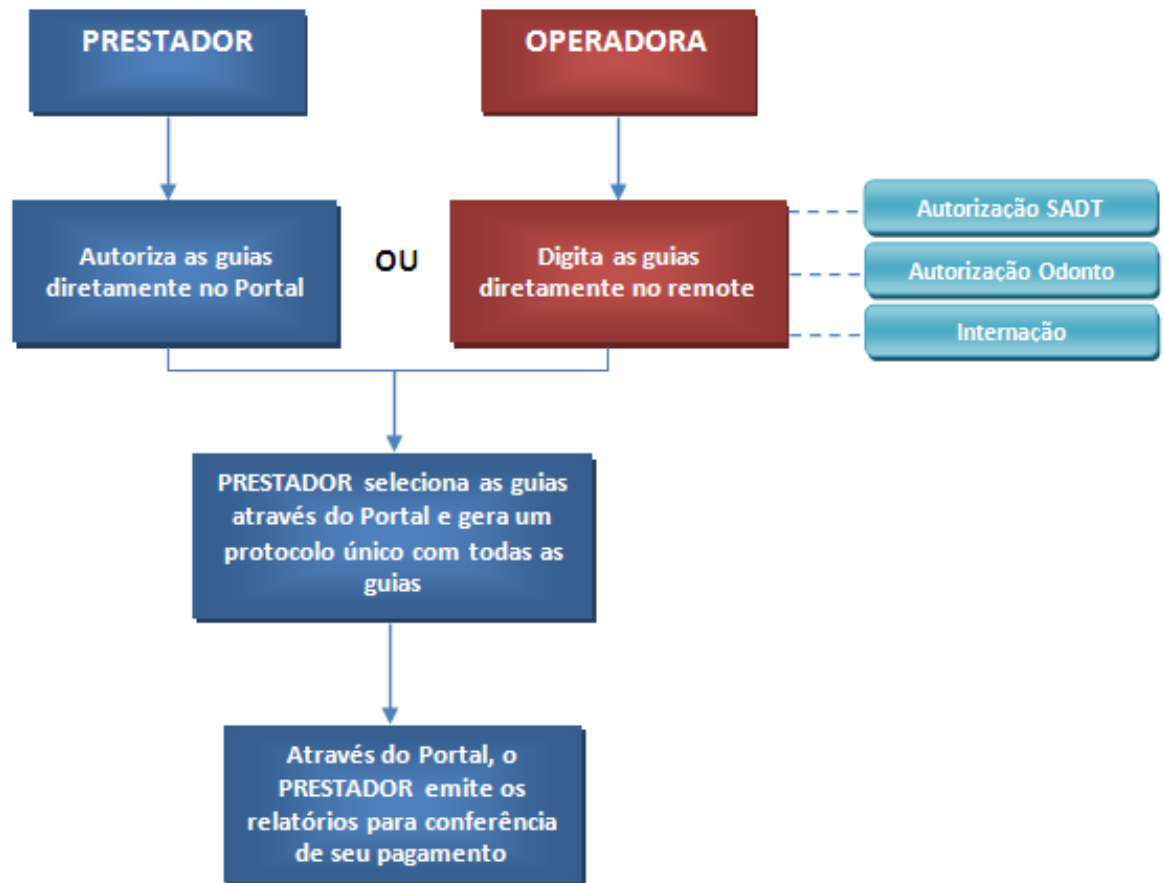 PRESTADOR
OPERADORA
Autoriza as guias
diretamente no Portal
OU
Digita as guias
diretamente no remote
Autorização SADT
Autorização Odonto
Internação
PRESTADOR seleciona as guias
através do Portal e gera um
protocolo único com todas as
guias
Através do Portal, o
PRESTADOR emite os
relatórios para conferência
de seu pagamento